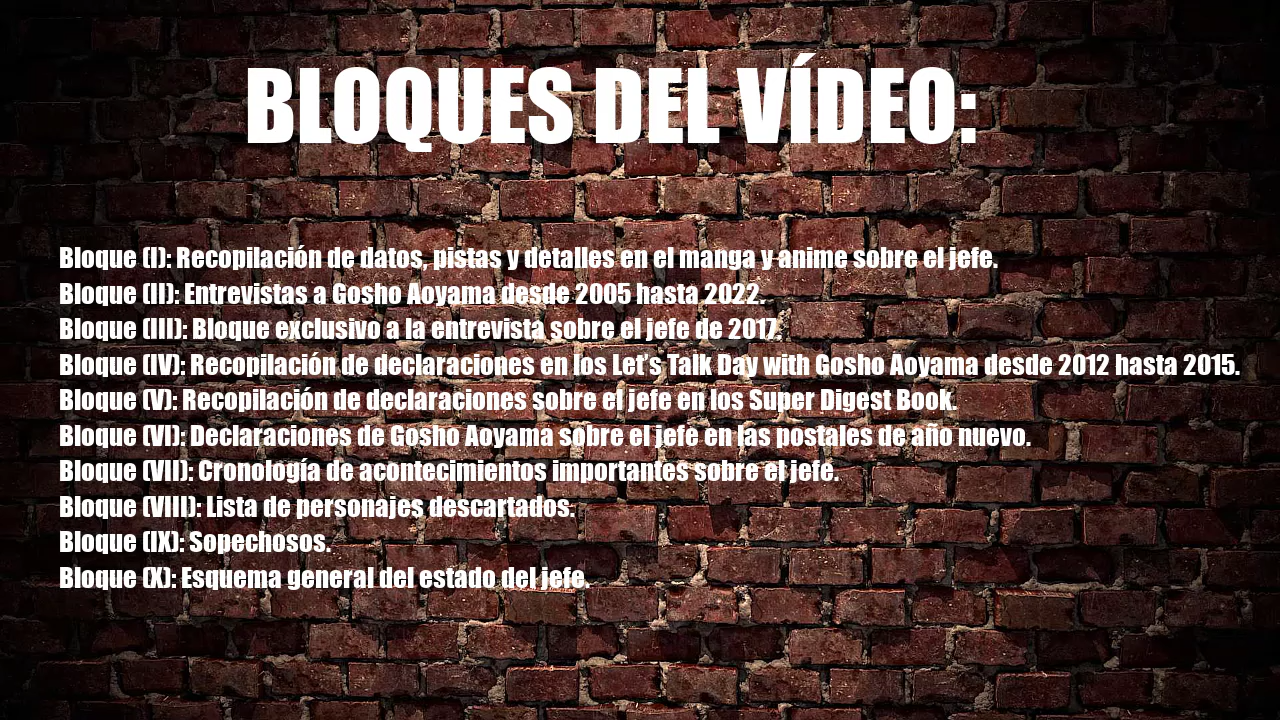 BLOQUES DEL VÍDEO:
Bloque (I): Recopilación de datos, pistas y detalles en el manga y anime sobre el jefe.
Bloque (II): Entrevistas a Gosho Aoyama desde 2005 hasta 2022.
Bloque (III): Bloque exclusivo a la entrevista sobre el jefe de 2017.
Bloque (IV): Recopilación de declaraciones en los Let's Talk Day with Gosho Aoyama desde 2012 hasta 2015.
Bloque (V): Recopilación de declaraciones sobre el jefe en los Super Digest Book.
Bloque (VI): Declaraciones de Gosho Aoyama sobre el jefe en las postales de año nuevo.
Bloque (VII): Cronología de acontecimientos importantes sobre el jefe.
Bloque (VIII): Lista de personajes descartados.
Bloque (IX): Sopechosos.
Bloque (X): Esquema general del estado del jefe.